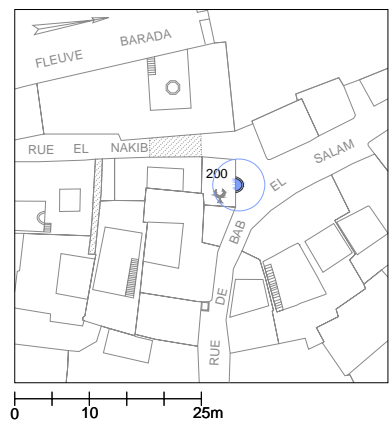 FLEUVE BARADA
RUE EL NAKIB
200
RUE DE BAB EL SALAM
0 10 25m